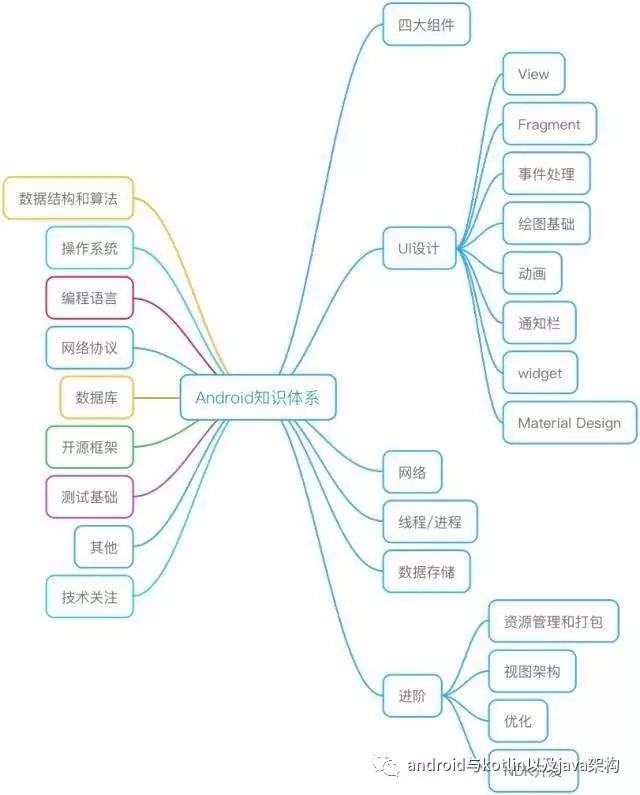 四大组件
View
Fragment
事件处理
绘图基础
UI设计
动画
通知栏
widget
Material Design
数据结构和算法
操作系统
编程语言
网络协议
数据库
开源框架
测试基础
其他
技术关注
Android知识体系
网络
线程/进程
数据存储
进阶
资源管理和打包
视图架构
优化
NDK开发
android与kotlin以及java架构